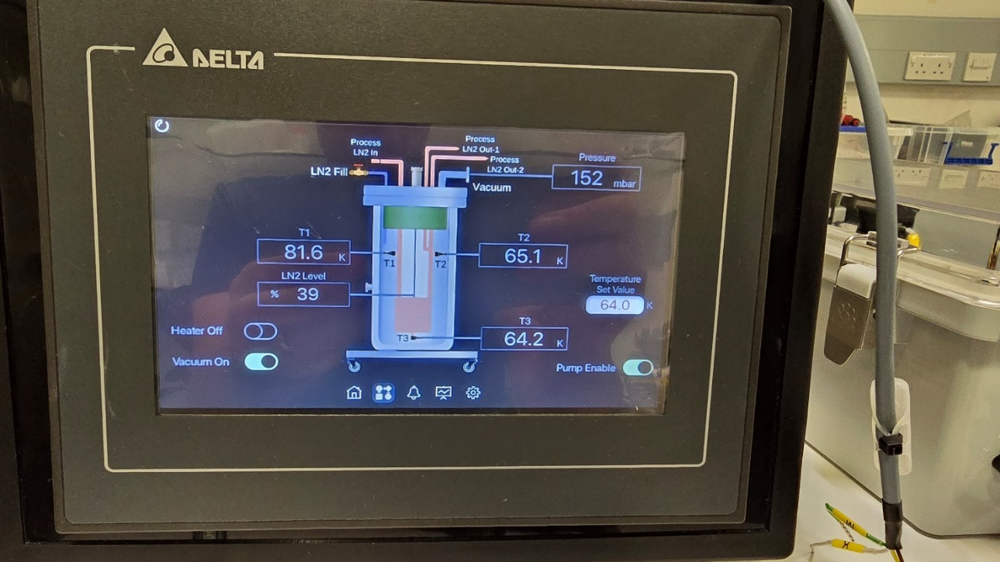 DELTA
Process
LN2 In
Process
LN2 Out-1
Process
LN2 Out-2
LN2 Fill
Vacuum
Pressure
152 mbar
T1
81.6 K
T2
65.1 K
T1
T2
LN2 Level
% 39
Temperature
Set Value
64.0 K
Heater Off
T3
T3
64.2 K
Vacuum On
Pump Enable